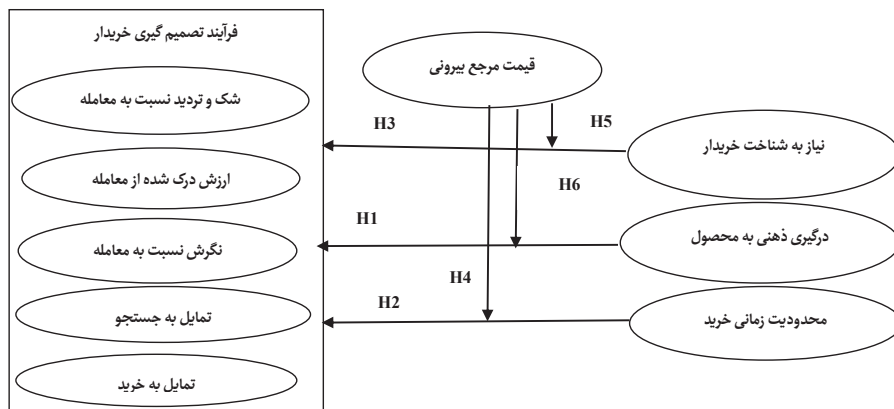 فرآیند تصمیم گیری خریدار
قیمت مرجع بیرونی
شک و تردید نسبت به معامله
H3
H5
نیاز به شناخت خریدار
ارزش درک شده از معامله
H6
H1
درگیری ذهنی به محصول
نگرش نسبت به معامله
H4
H2
محدودیت زمانی خرید
تمایل به جستجو
تمایل به خرید